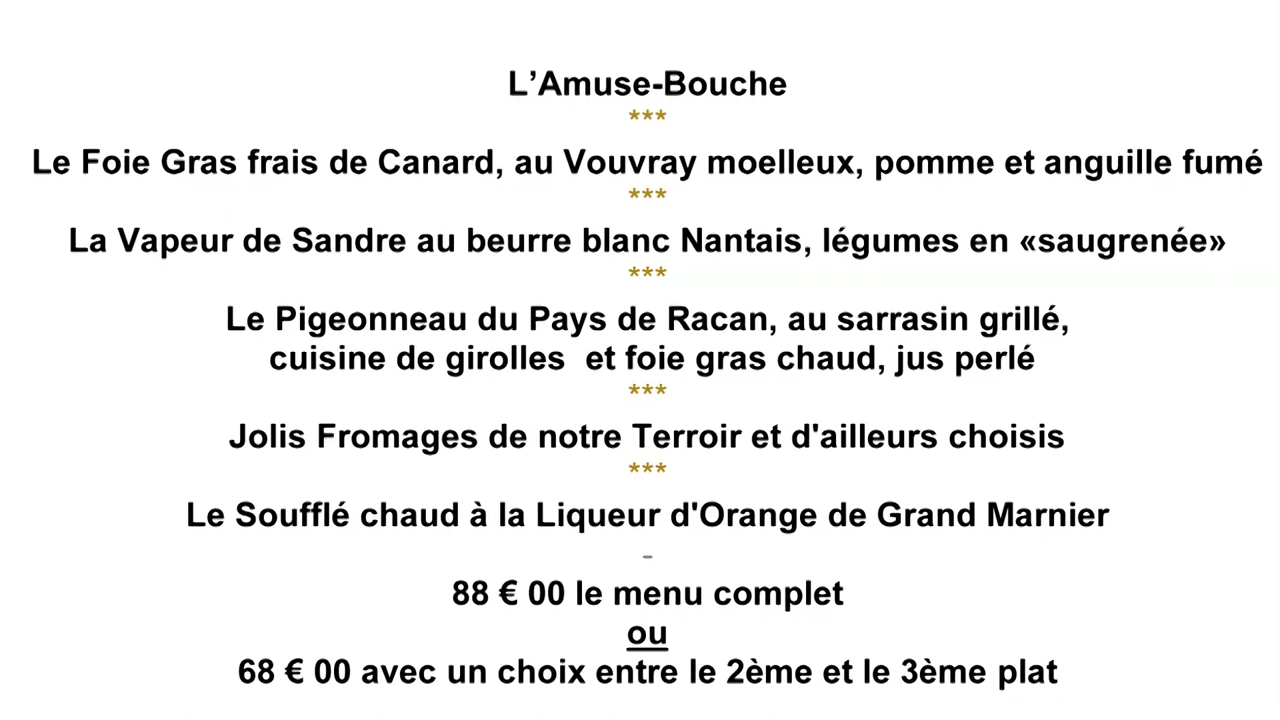 L’Amuse-Bouche
***
Le Foie Gras frais de Canard, au Vouvray moelleux, pomme et anguille fumé
***
La Vapeur de Sandre au beurre blanc Nantais, légumes en «saugrenée»
***
Le Pigeonneau du Pays de Racan, au sarrasin grillé,
cuisine de girolles  et foie gras chaud, jus perlé
***
Jolis Fromages de notre Terroir et d'ailleurs choisis
***
Le Soufflé chaud à la Liqueur d'Orange de Grand Marnier
-
88 € 00 le menu complet
ou
68 € 00 avec un choix entre le 2ème et le 3ème plat